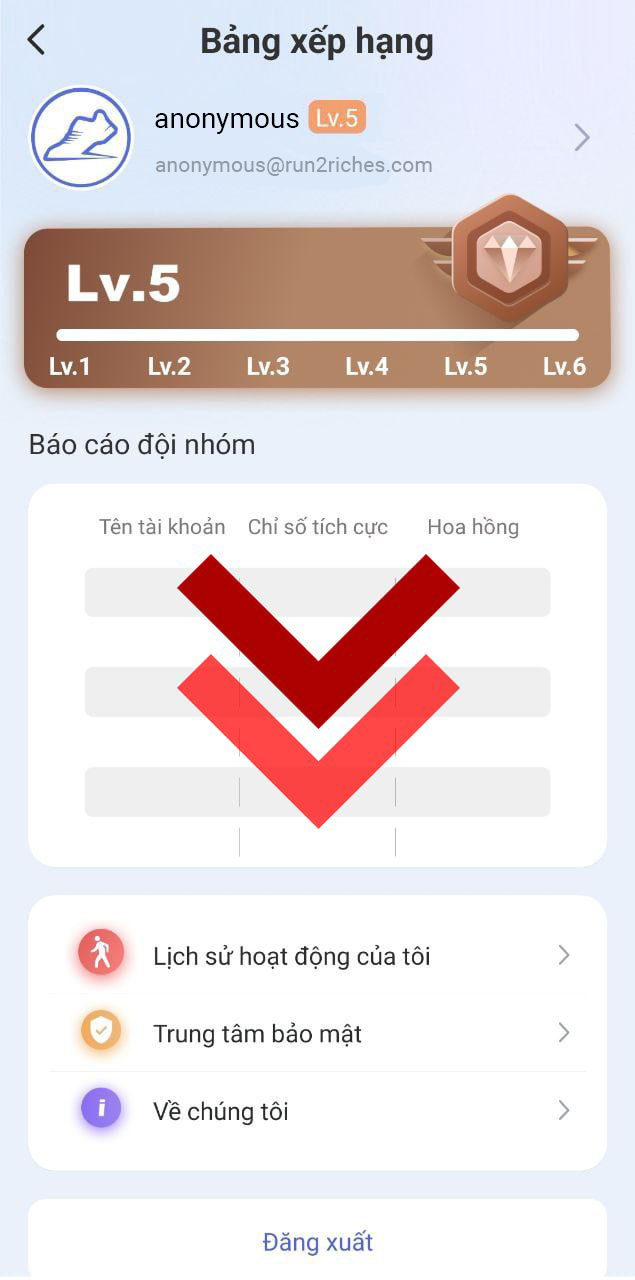 Bảng xếp hạng
anonymous Lv.5
anonymous@run2riches.com
Lv.5
Lv.1 Lv.2 Lv.3 Lv.4 Lv.5 Lv.6
Báo cáo đội nhóm
Tên tài khoản Chỉ số tích cực Hoa hồng
Lịch sử hoạt động của tôi
Trung tâm bảo mật
Về chúng tôi
Đăng xuất